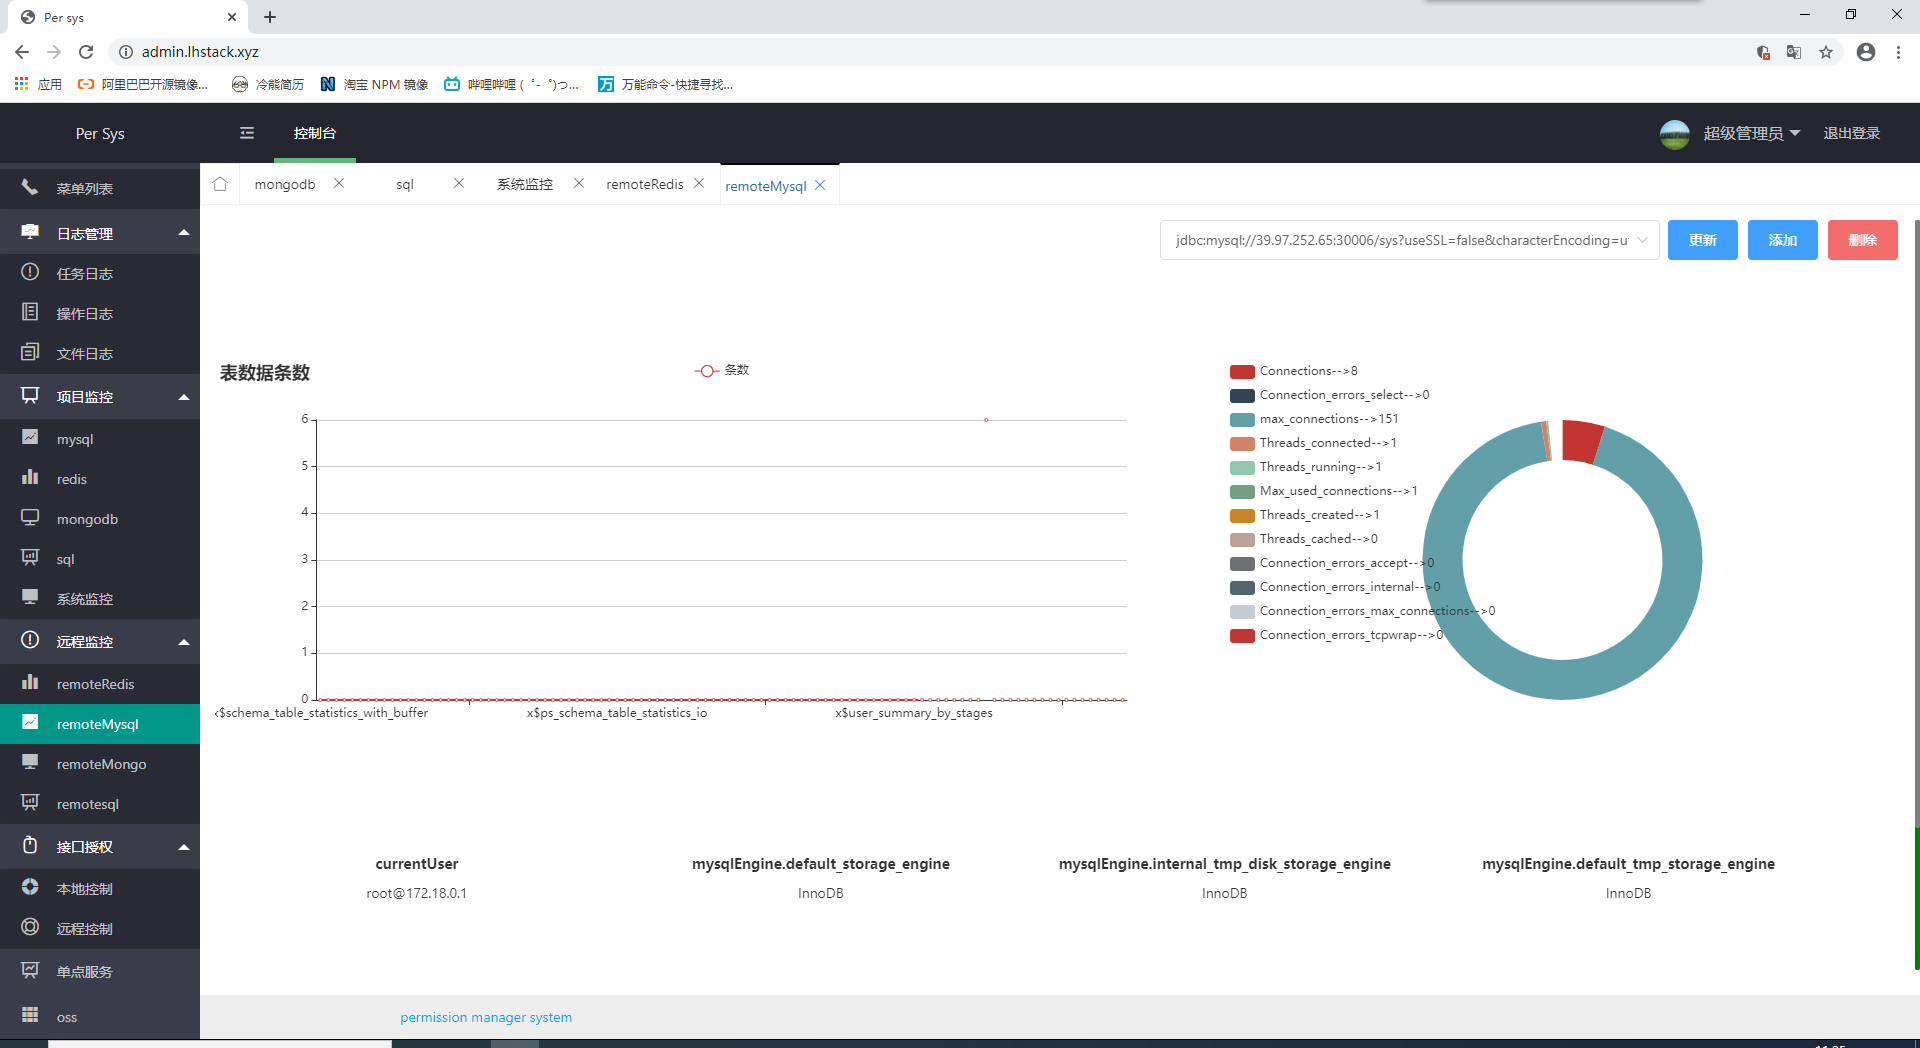 Per sys
admin.lhstack.xyz
应用
阿里巴巴开源镜像...
冷熊简历
淘宝 NPM 镜像
哔哩哔哩 ( ゜- ゜)つ...
万能命令-快捷寻找...
Per Sys
控制台
超级管理员
退出登录
菜单列表
日志管理
任务日志
操作日志
文件日志
项目监控
mysql
redis
mongodb
sql
系统监控
远程监控
remoteRedis
remoteMysql
remoteMongo
remotesql
接口授权
本地控制
远程控制
单点服务
oss
mongodb
sql
系统监控
remoteRedis
remoteMysql
jdbc:mysql://39.97.252.65:30006/sys?useSSL=false&characterEncoding=u
更新
添加
删除
表数据条数
条数
6
5
4
3
2
1
0
x$schema_table_statistics_with_buffer
x$ps_schema_table_statistics_io
x$user_summary_by_stages
Connections-->8
Connection_errors_select-->0
max_connections-->151
Threads_connected-->1
Threads_running-->1
Max_used_connections-->1
Threads_created-->1
Threads_cached-->0
Connection_errors_accept-->0
Connection_errors_internal-->0
Connection_errors_max_connections-->0
Connection_errors_tcpwrap-->0
currentUser
root@172.18.0.1
mysqlEngine.default_storage_engine
InnoDB
mysqlEngine.internal_tmp_disk_storage_engine
InnoDB
mysqlEngine.default_tmp_storage_engine
InnoDB
permission manager system